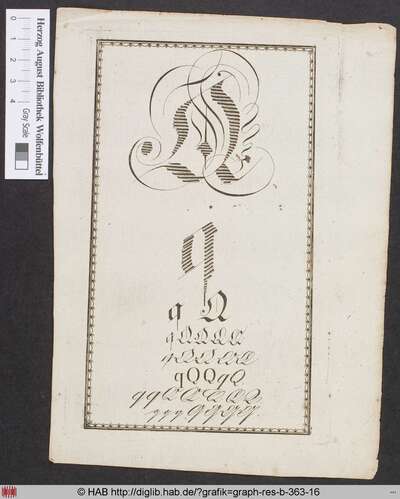 Herzog August Bibliothek Wolfenbüttel
0 1 2 3 4
Gray Scale
Q
q
q Q
q Q Q Q Q
q Q Q Q Q
q Q Q q Q
© HAB http://diglib.hab.de/?grafik=graph-res-b-363-16